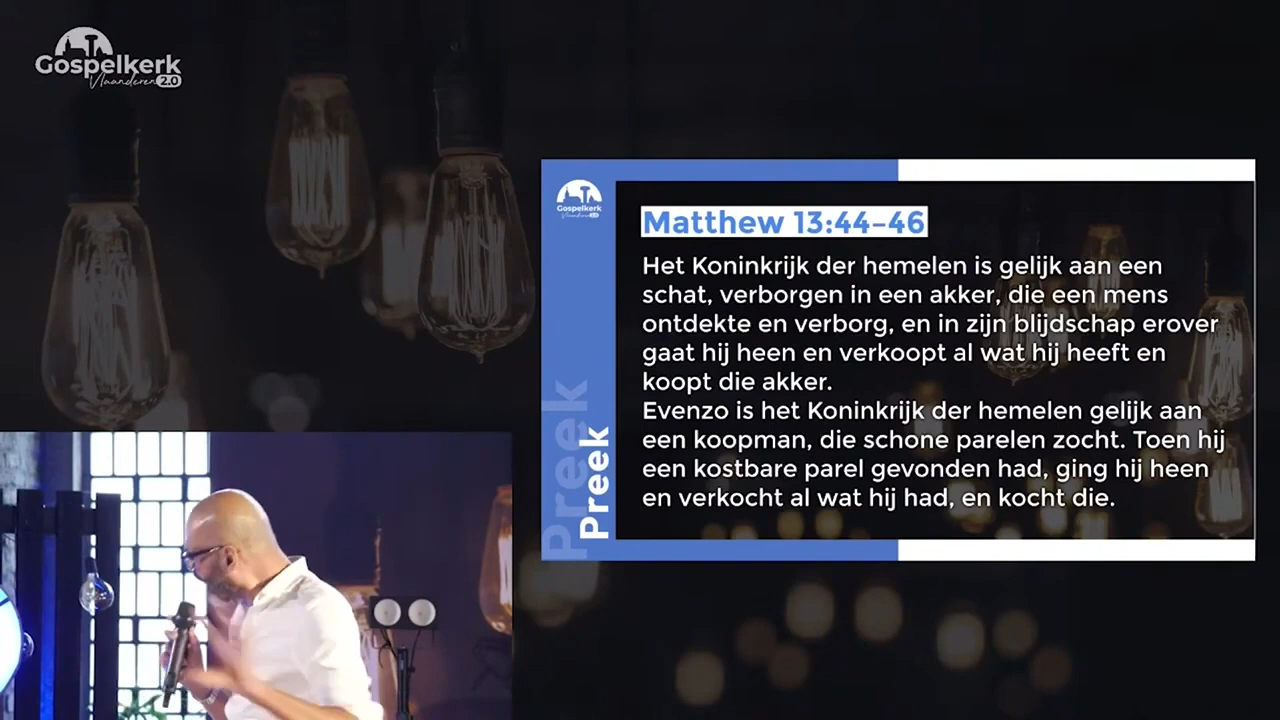 Gospelkerk
Vlaanderen 2.0
Gospelkerk
Vlaanderen 2.0
Matthew 13:44-46
Het Koninkrijk der hemelen is gelijk aan een
schat, verborgen in een akker, die een mens
ontdekte en verborg, en in zijn blijdschap erover
gaat hij heen en verkoopt al wat hij heeft en
koopt die akker.
Evenzo is het Koninkrijk der hemelen gelijk aan
een koopman, die schone parelen zocht. Toen hij
een kostbare parel gevonden had, ging hij heen
en verkocht al wat hij had, en kocht die.
Preek
Preek